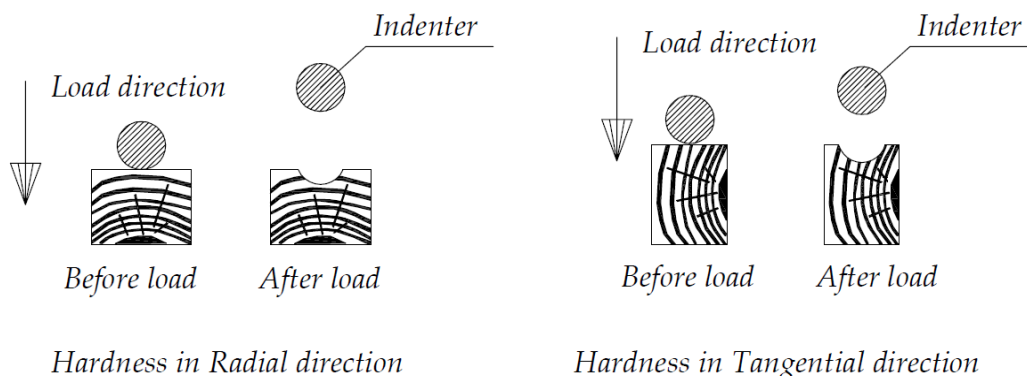 Indenter
Load direction
Before load
After load
Hardness in Radial direction
Indenter
Load direction
Before load
After load
Hardness in Tangential direction